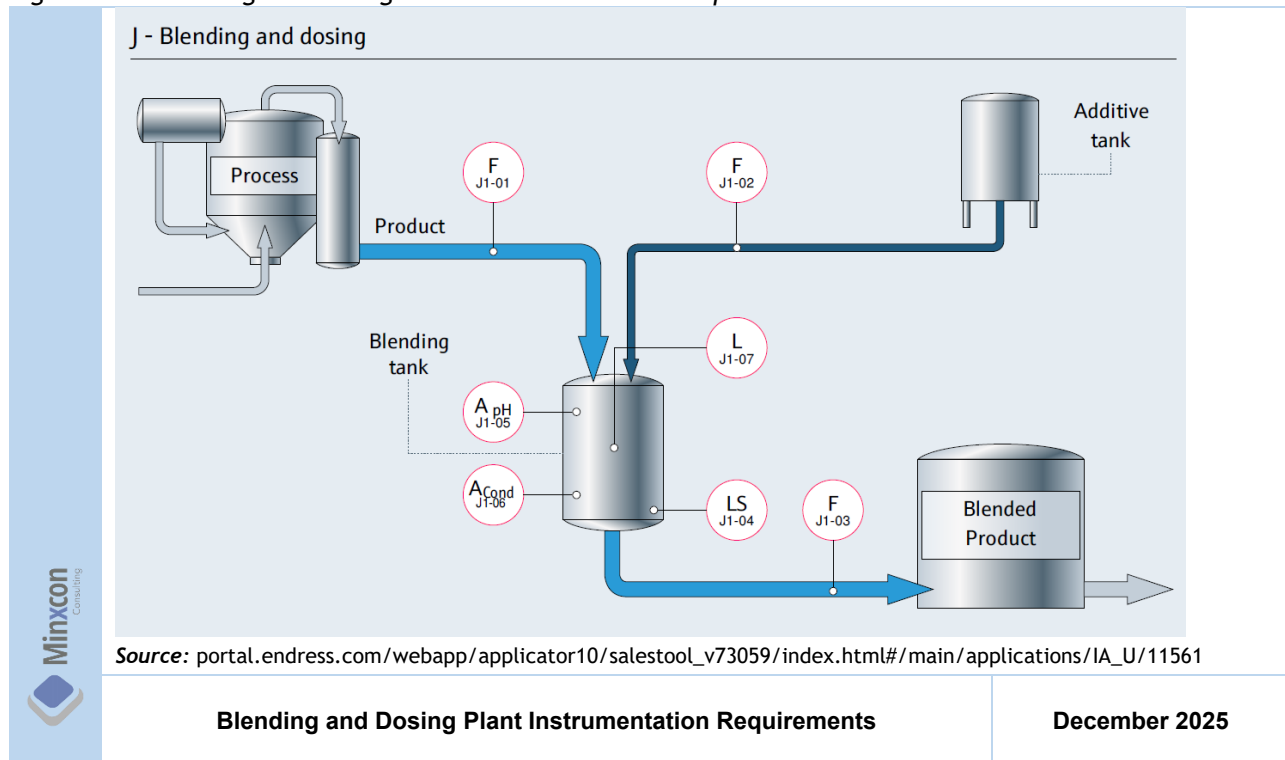 J - Blending and dosing
Process
Product
F
J1-01
F
J1-02
Additive
tank
Blending
tank
L
J1-07
A pH
J1-05
ACond
J1-06
LS
J1-04
F
J1-03
Blended
Product
Minxcon
Consulting
Source: portal.endress.com/webapp/applicator10/salestool_v73059/index.html#/main/applications/IA_U/11561
Blending and Dosing Plant Instrumentation Requirements
December 2025